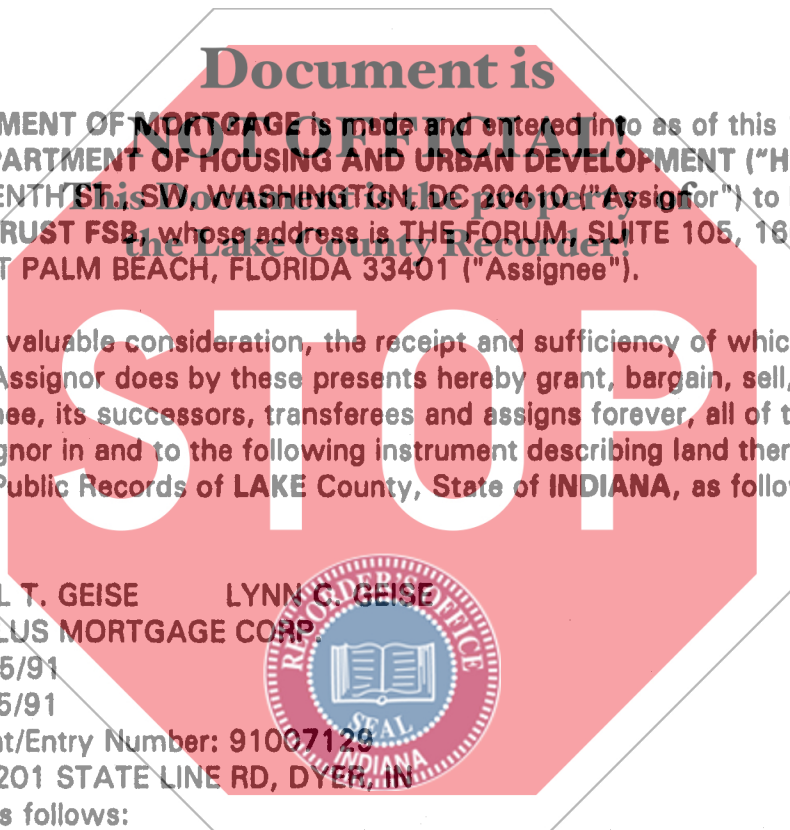 Document is
NOT OFFICIAL!
This Document is the property
the Lake County Recorder!
MENT OF MORTGAGE is made and entered into as of this
PARTMENT OF HOUSING AND URBAN DEVELOPMENT ("H
ENTH ST., SW, WASHINGTON, DC 20410 ("Assignor") to
RUST FSB, whose address is THE FORUM, SUITE 105, 16
T PALM BEACH, FLORIDA 33401 ("Assignee").
valuable consideration, the receipt and sufficiency of whic
Assignor does by these presents hereby grant, bargain, sell,
nee, its successors, transferees and assigns forever, all of t
gnor in and to the following instrument describing land ther
Public Records of LAKE County, State of INDIANA, as follo
STOP
L T. GEISE LYNN C. GEISE
LUS MORTGAGE CORP.
5/91
5/91
nt/Entry Number: 91007129
201 STATE LINE RD, DYER, IN
s follows:
RECORDER'S OFFICE
SEAL
INDIANA